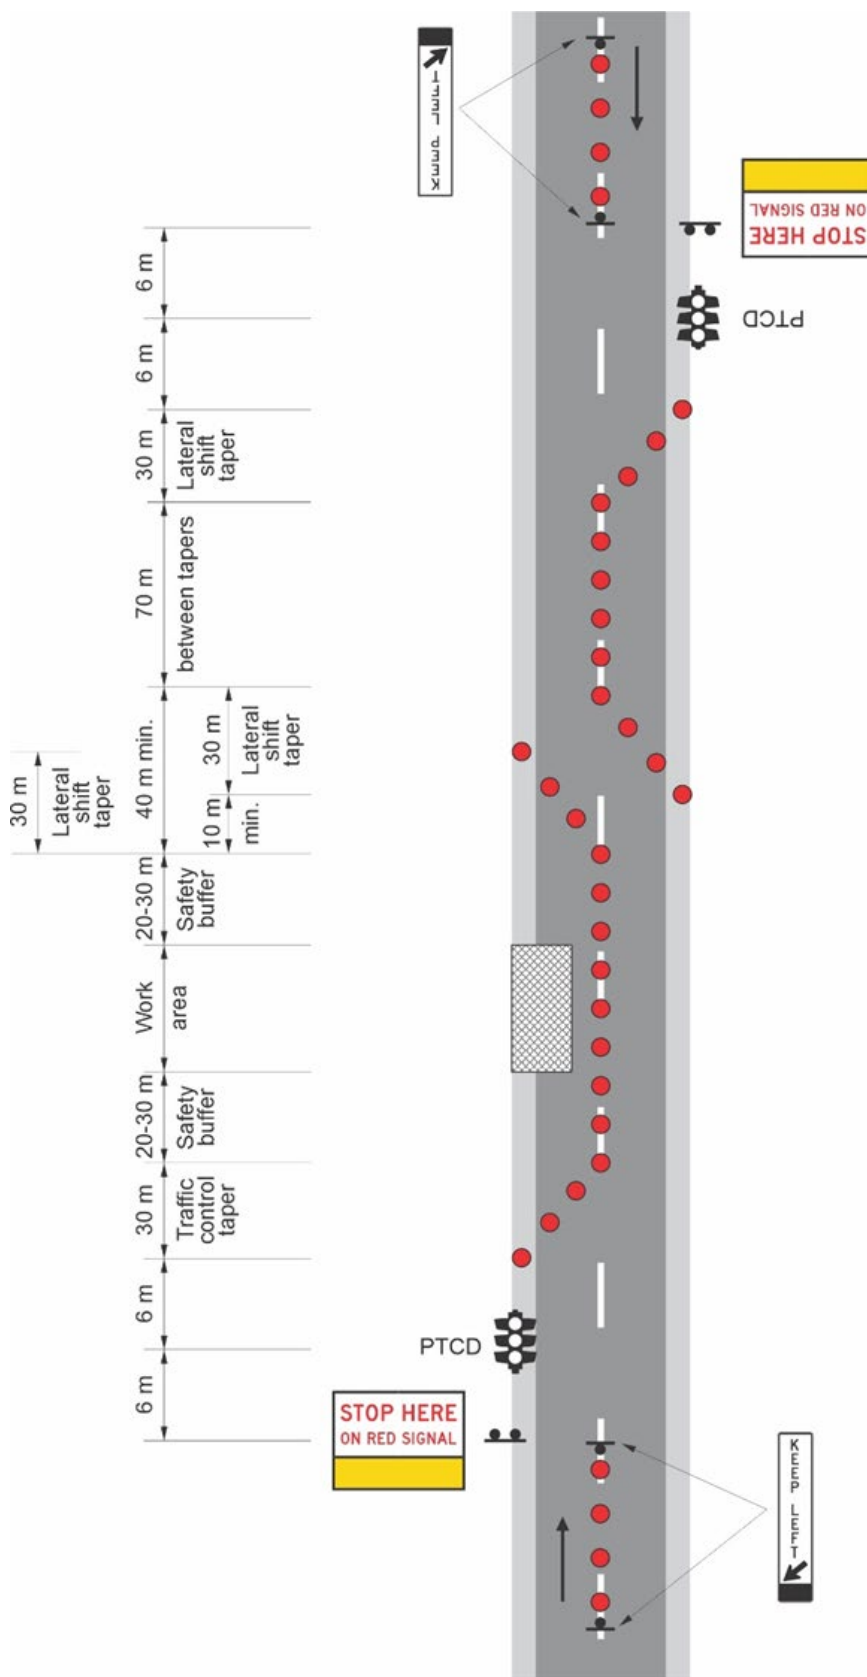 KEEP LEFT
STOP HERE
ON RED SIGNAL
PTCD
6 m
6 m
30 m
Lateral
shift
taper
70 m
between tapers
40 m min.
30 m
Lateral
shift
taper
10 m
min.
30 m
Lateral
shift
taper
20-30 m
Safety
buffer
Work
area
20-30 m
Safety
buffer
30 m
Traffic
control
taper
6 m
6 m
PTCD
STOP HERE
ON RED SIGNAL
KEEP LEFT